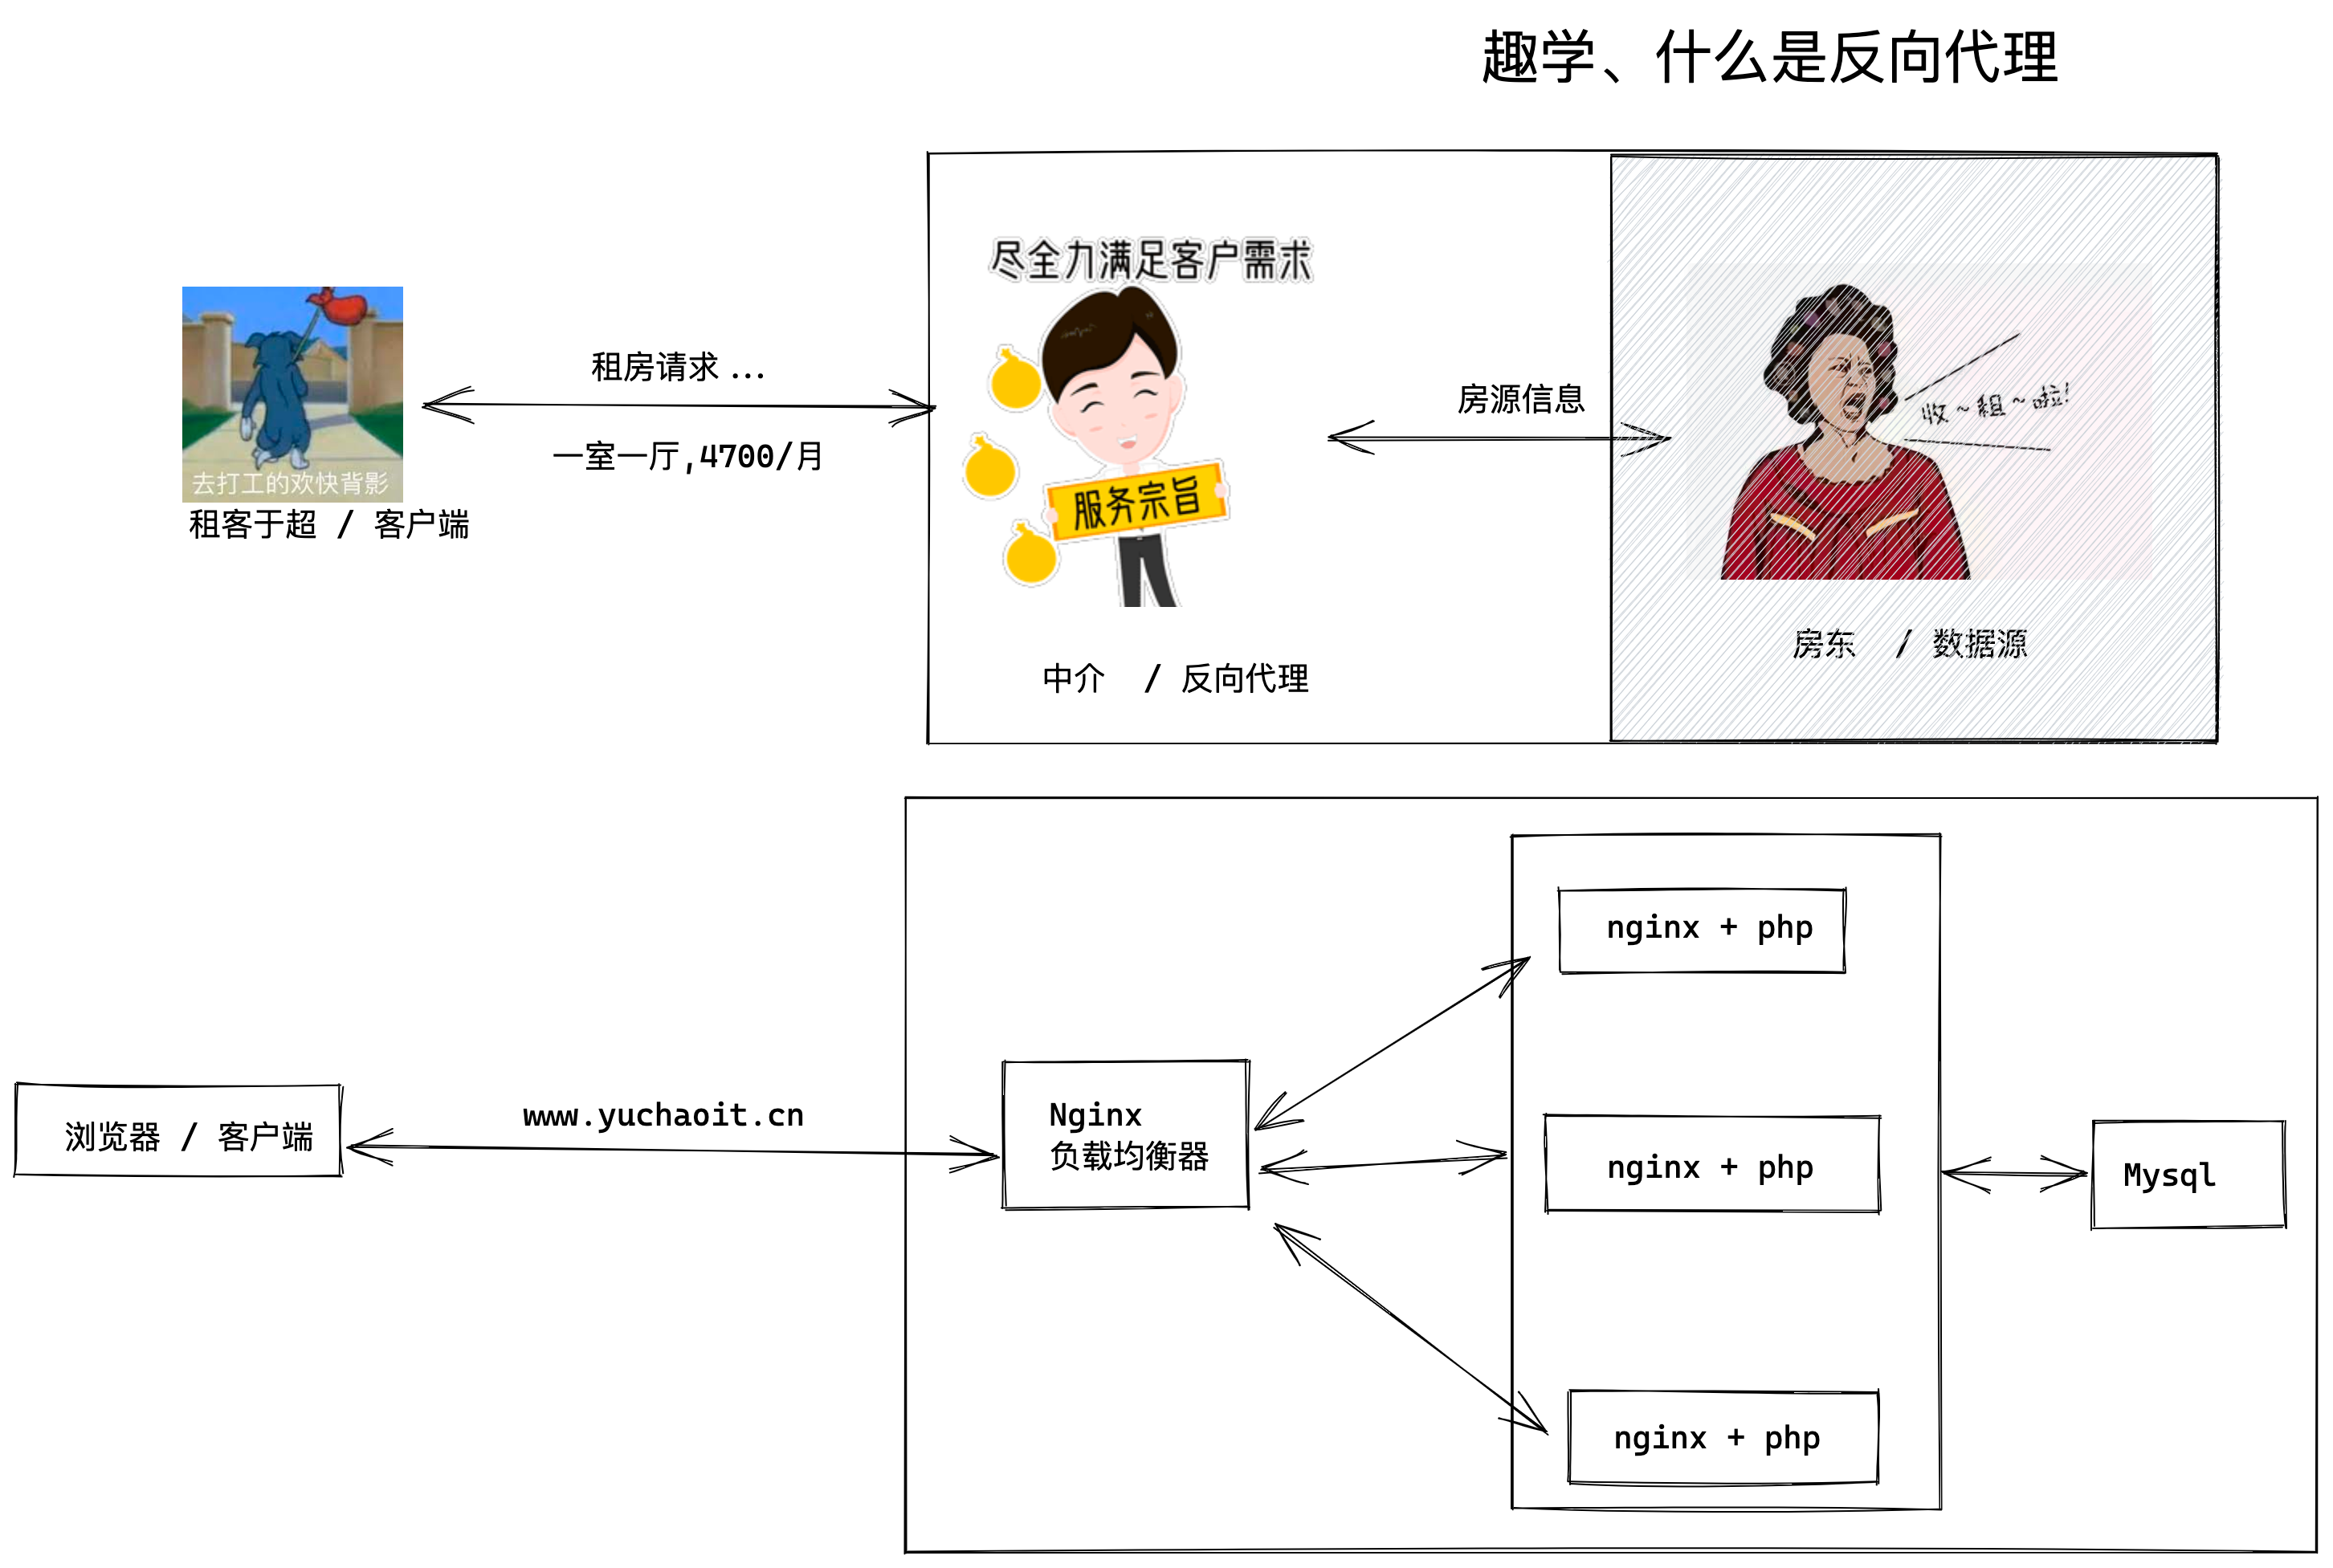 趣学、什么是反向代理
尽全力满足客户需求
租房请求 ...
房源信息
收~租~啦!
一室一厅,4700/月
去打工的欢快背影
服务宗旨
租客于超 / 客户端
房东 / 数据源
中介 / 反向代理
nginx + php
www.yuchaoit.cn
Nginx
负载均衡器
浏览器 / 客户端
nginx + php
Mysql
nginx + php